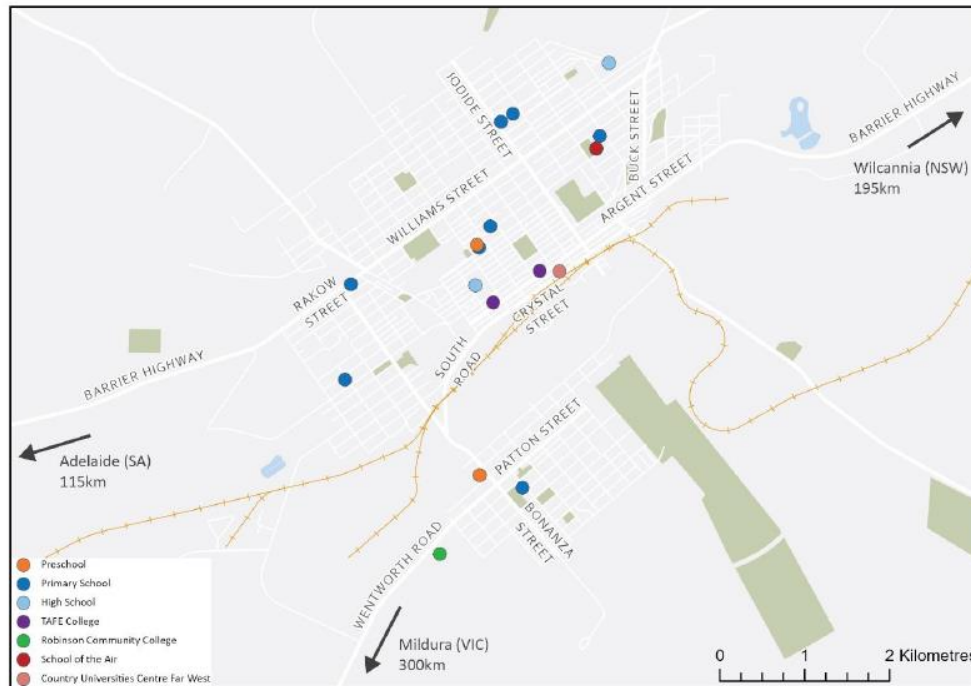 IODIDE STREET
BUCK STREET
BARRIER HIGHWAY
Wilcannia (NSW)
195km
WILLIAMS STREET
ARGENT STREET
RAKOW
STREET
CRYSTAL
STREET
SOUTH
ROAD
BARRIER HIGHWAY
PATTON STREET
Adelaide (SA)
115km
BONANZA
STREET
WENTWORTH ROAD
Mildura (VIC)
300km
Preschool
Primary School
High School
TAFE College
Robinson Community College
School of the Air
Country Universities Centre Far West
0 1 2 Kilometres